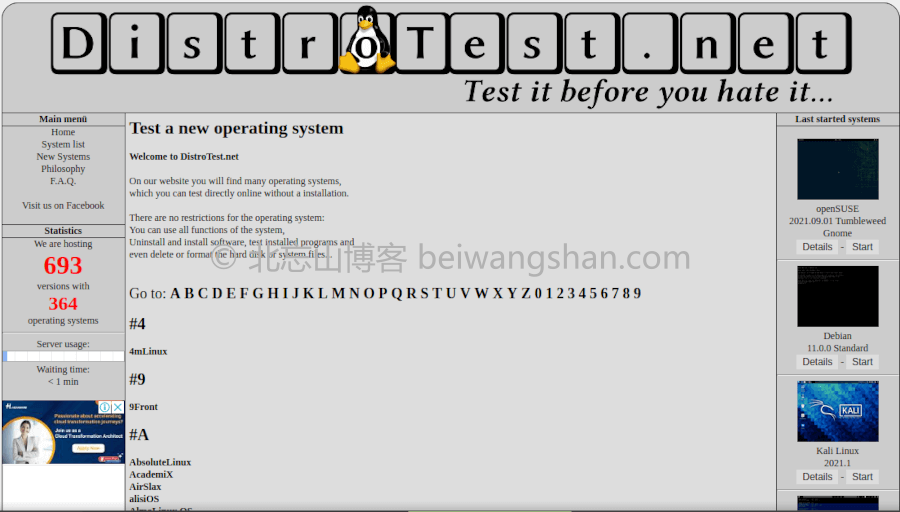 DistroTest.net
Test it before you hate it...
Main menü
Home
System list
New Systems
Philosophy
F.A.Q.
Visit us on Facebook
Statistics
We are hosting
693
versions with
364
operating systems
Server usage:
Waiting time:
< 1 min
Passionate about accelerating
cloud transformation journeys?
Join us as a
Cloud Transformation Architect
Test a new operating system
Welcome to DistroTest.net
On our website you will find many operating systems,
which you can test directly online without a installation.
There are no restrictions for the operating system:
You can use all functions of the system,
Uninstall and install software, test installed programs and
even delete or format the hard disk or system files...
© 北忘山博客 beiwangshan.com
Go to: A B C D E F G H I J K L M N O P Q R S T U V W X Y Z 0 1 2 3 4 5 6 7 8 9
#4
4mLinux
#9
9Front
#A
AbsoluteLinux
AcademiX
AirSlax
alisiOS
AlmaLinux OS
Last started systems
openSUSE
2021.09.01 Tumbleweed
Gnome
Details - Start
Debian
11.0.0 Standard
Details - Start
KALI
Kali Linux
2021.1
Details - Start